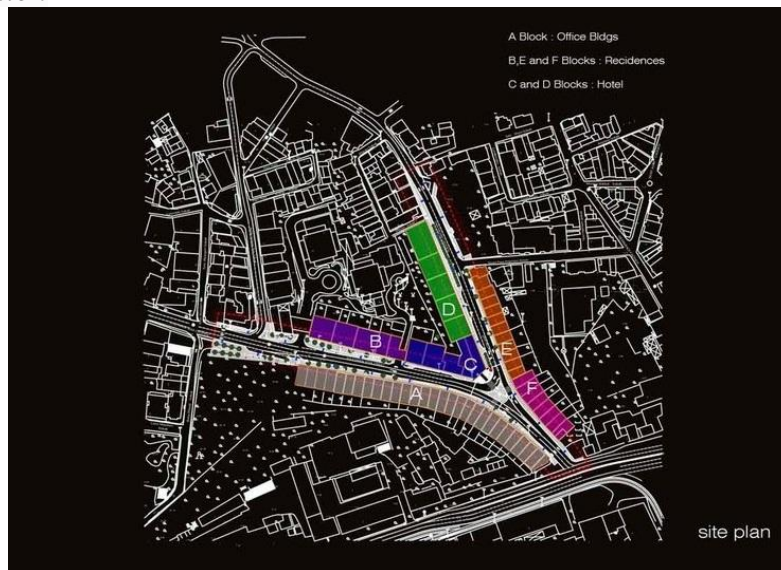 A Block : Office Bldgs
B,E and F Blocks : Recidences
C and D Blocks : Hotel
D
B
C
E
F
A
site plan